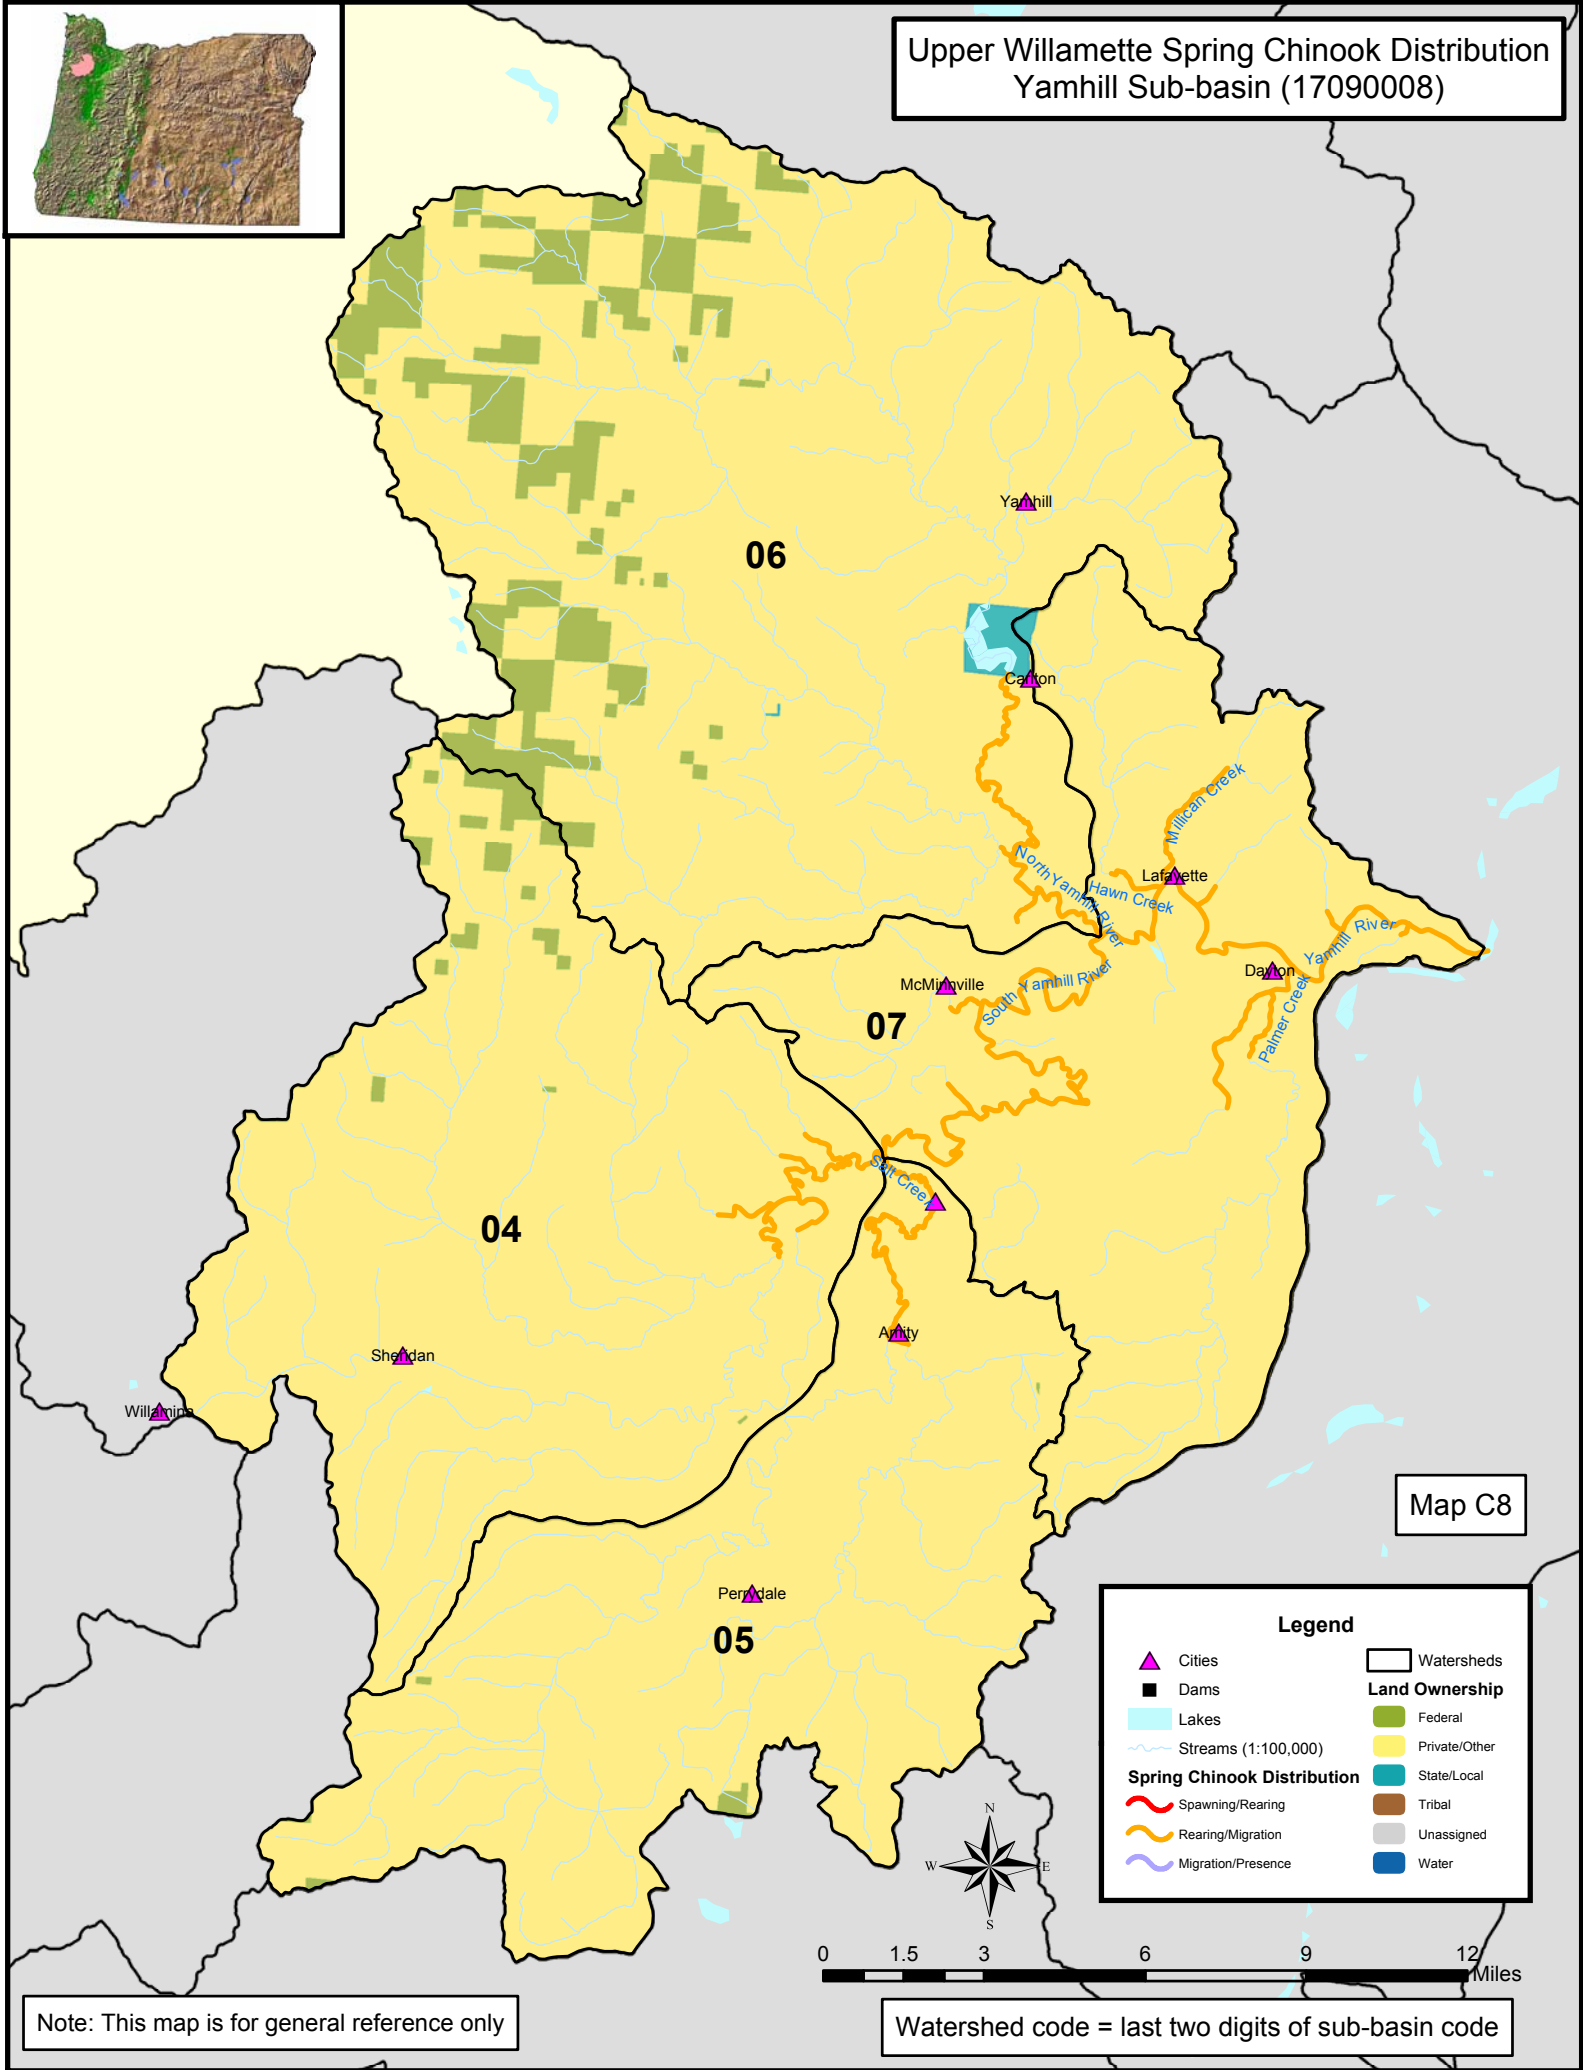 Upper Willamette Spring Chinook Distribution
Yamhill Sub-basin (17090008)
Yamhill
06
Carlton
Millican Creek
North Yamhill River
Lafayette
Hawn Creek
Yamhill River
McMinnville
South Yamhill River
Dayton
07
Palmer Creek
Salt Creek
04
Amity
Sheridan
Willamina
Map C8
Perrydale
05
Legend
Cities
Dams
Lakes
Streams (1:100,000)
Spring Chinook Distribution
Spawning/Rearing
Rearing/Migration
Migration/Presence
Watersheds
Land Ownership
Federal
Private/Other
State/Local
Tribal
Unassigned
Water
N
W E
S
0 1.5 3 6 9 12
Miles
Note: This map is for general reference only
Watershed code = last two digits of sub-basin code